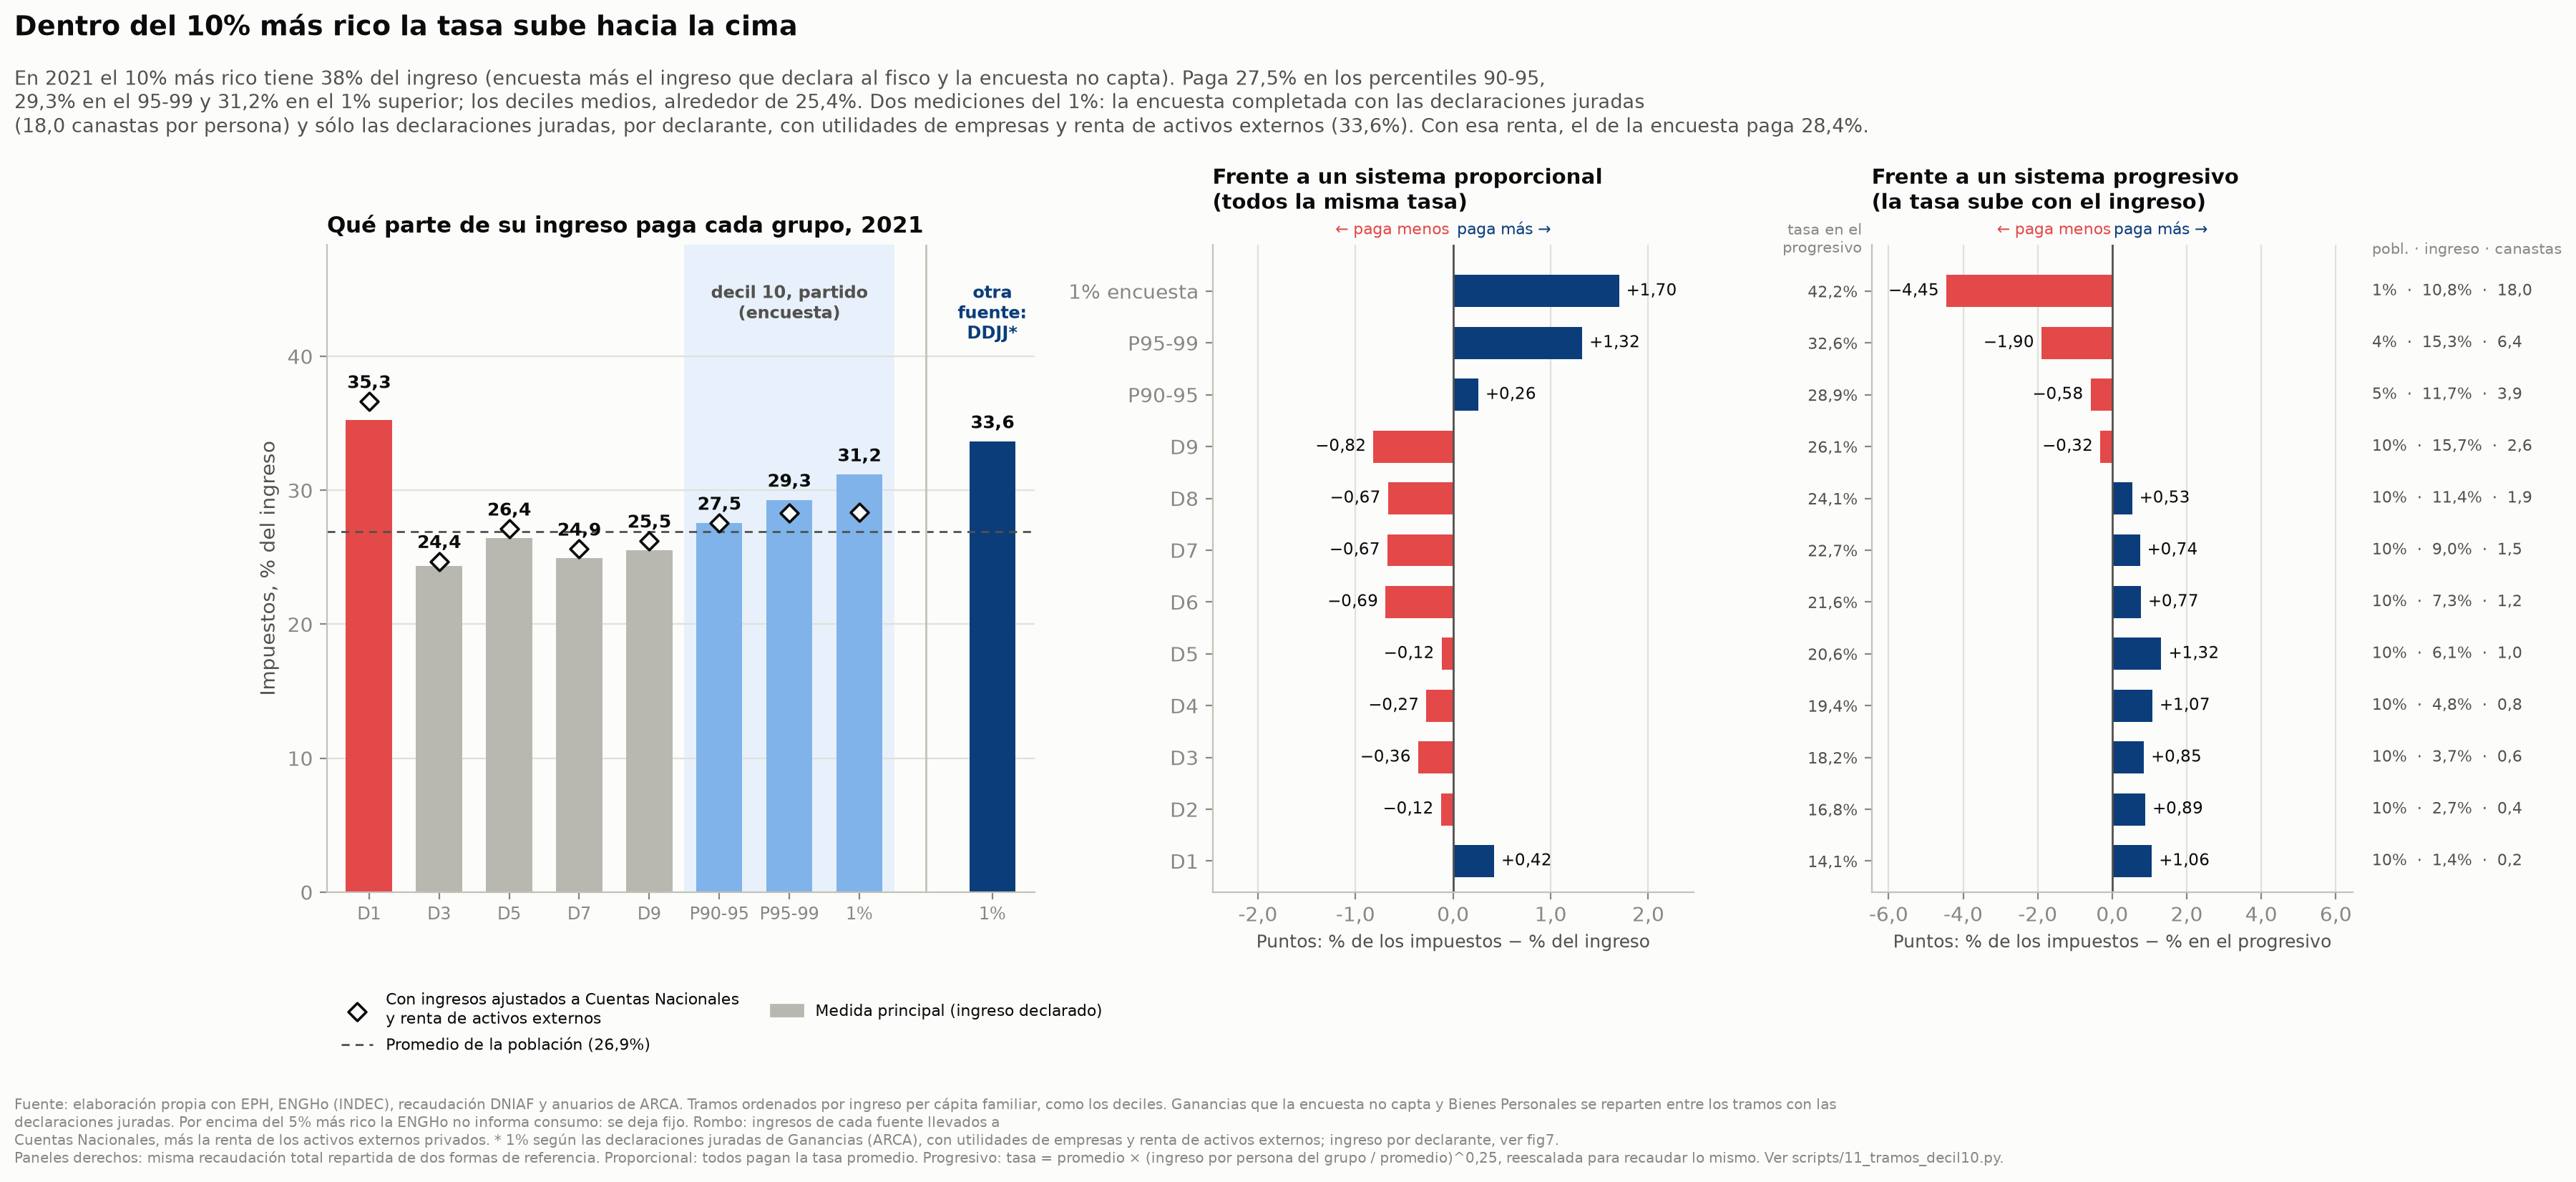 Dentro del 10% más rico la tasa sube hacia la cima
En 2021 el 10% más rico tiene 38% del ingreso (encuesta más el ingreso que declara al fisco y la encuesta no capta). Paga 27,5% en los percentiles 90-95,
29,3% en el 95-99 y 31,2% en el 1% superior; los deciles medios, alrededor de 25,4%. Dos mediciones del 1%: la encuesta completada con las declaraciones juradas
(18,0 canastas por persona) y sólo las declaraciones juradas, por declarante, con utilidades de empresas y renta de activos externos (33,6%). Con esa renta, el de la encuesta paga 28,4%.
Qué parte de su ingreso paga cada grupo, 2021
decil 10, partido
(encuesta)
otra
fuente:
DDJJ*
Impuestos, % del ingreso
40
30
20
10
0
35,3
24,4
26,4
24,9
25,5
27,5
29,3
31,2
33,6
D1
D3
D5
D7
D9
P90-95
P95-99
1%
1%
Con ingresos ajustados a Cuentas Nacionales
y renta de activos externos
Promedio de la población (26,9%)
Medida principal (ingreso declarado)
Frente a un sistema proporcional
(todos la misma tasa)
← paga menos
paga más →
1% encuesta
+1,70
P95-99
+1,32
P90-95
+0,26
D9
−0,82
D8
−0,67
D7
−0,67
D6
−0,69
D5
−0,12
D4
−0,27
D3
−0,36
D2
−0,12
D1
+0,42
-2,0
-1,0
0,0
1,0
2,0
Puntos: % de los impuestos − % del ingreso
Frente a un sistema progresivo
(la tasa sube con el ingreso)
← paga menos
paga más →
tasa en el
progresivo
pobl. · ingreso · canastas
42,2%
−4,45
1% · 10,8% · 18,0
32,6%
−1,90
4% · 15,3% · 6,4
28,9%
−0,58
5% · 11,7% · 3,9
26,1%
−0,32
10% · 15,7% · 2,6
24,1%
+0,53
10% · 11,4% · 1,9
22,7%
+0,74
10% · 9,0% · 1,5
21,6%
+0,77
10% · 7,3% · 1,2
20,6%
+1,32
10% · 6,1% · 1,0
19,4%
+1,07
10% · 4,8% · 0,8
18,2%
+0,85
10% · 3,7% · 0,6
16,8%
+0,89
10% · 2,7% · 0,4
14,1%
+1,06
10% · 1,4% · 0,2
-6,0
-4,0
-2,0
0,0
2,0
4,0
6,0
Puntos: % de los impuestos − % en el progresivo
Fuente: elaboración propia con EPH, ENGHo (INDEC), recaudación DNIAF y anuarios de ARCA. Tramos ordenados por ingreso per cápita familiar, como los deciles. Ganancias que la encuesta no capta y Bienes Personales se reparten entre los tramos con las
declaraciones juradas. Por encima del 5% más rico la ENGHo no informa consumo: se deja fijo. Rombo: ingresos de cada fuente llevados a
Cuentas Nacionales, más la renta de los activos externos privados. * 1% según las declaraciones juradas de Ganancias (ARCA), con utilidades de empresas y renta de activos externos; ingreso por declarante, ver fig7.
Paneles derechos: misma recaudación total repartida de dos formas de referencia. Proporcional: todos pagan la tasa promedio. Progresivo: tasa = promedio × (ingreso por persona del grupo / promedio)^0,25, reescalada para recaudar lo mismo. Ver scripts/11_tramos_decil10.py.